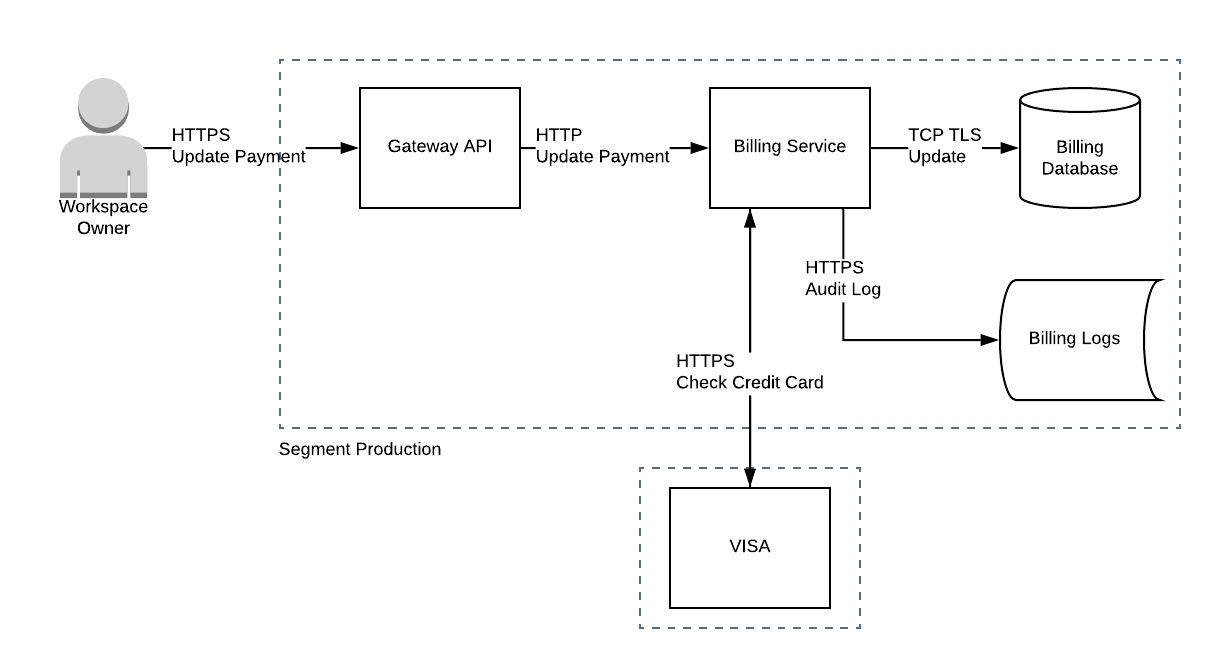 HTTPS
Update Payment
Workspace
Owner
Gateway API
HTTP
Update Payment
Billing Service
TCP TLS
Update
Billing
Database
HTTPS
Audit Log
Billing Logs
HTTPS
Check Credit Card
Segment Production
VISA